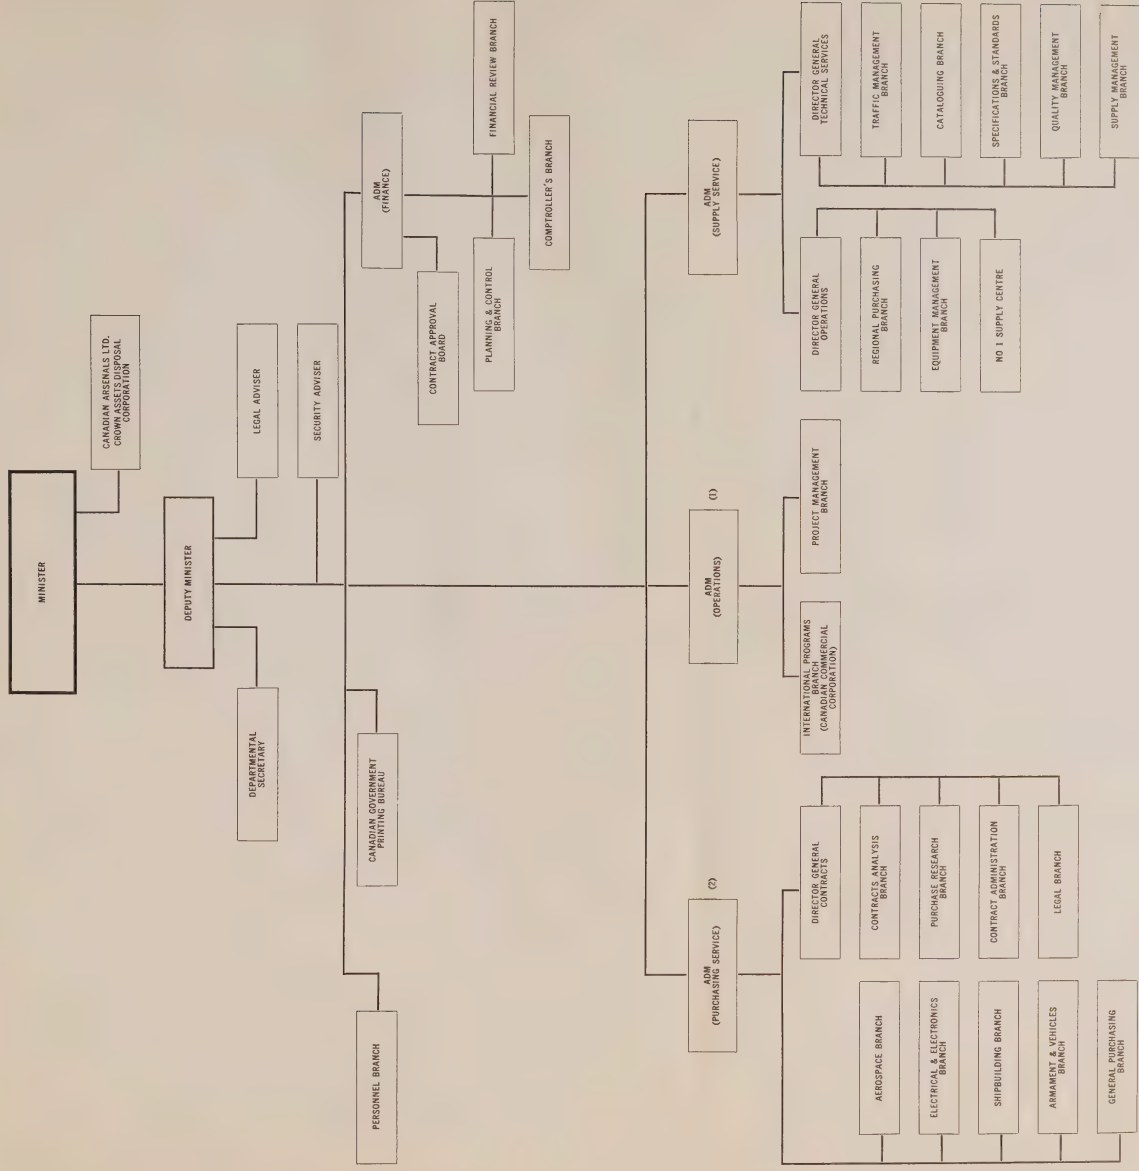 MINISTER
CANADIAN ARSENALS LTD.
CROWN ASSETS DISPOSAL
CORPORATION
DEPUTY MINISTER
DEPARTMENTAL
SECRETARY
LEGAL ADVISER
SECURITY ADVISER
PERSONNEL BRANCH
CANADIAN GOVERNMENT
PRINTING BUREAU
ADM
(FINANCE)
CONTRACT APPROVAL
BOARD
PLANNING & CONTROL
BRANCH
FINANCIAL REVIEW BRANCH
COMPTROLLER'S BRANCH
ADM
(PURCHASING SERVICE)
(2)
ADM
(OPERATIONS)
(1)
ADM
(SUPPLY SERVICE)
AEROSPACE BRANCH
ELECTRICAL & ELECTRONICS
BRANCH
SHIPBUILDING BRANCH
ARMAMENT & VEHICLES
BRANCH
GENERAL PURCHASING
BRANCH
DIRECTOR GENERAL
CONTRACTS
CONTRACTS ANALYSIS
BRANCH
PURCHASE RESEARCH
BRANCH
CONTRACT ADMINISTRATION
BRANCH
LEGAL BRANCH
INTERNATIONAL PROGRAMS
BRANCH
(CANADIAN COMMERCIAL
CORPORATION)
PROJECT MANAGEMENT
BRANCH
DIRECTOR GENERAL
OPERATIONS
REGIONAL PURCHASING
BRANCH
EQUIPMENT MANAGEMENT
BRANCH
NO 1 SUPPLY CENTRE
DIRECTOR GENERAL
TECHNICAL SERVICES
TRAFFIC MANAGEMENT
BRANCH
CATALOGUING BRANCH
SPECIFICATIONS & STANDARDS
BRANCH
QUALITY MANAGEMENT
BRANCH
SUPPLY MANAGEMENT
BRANCH